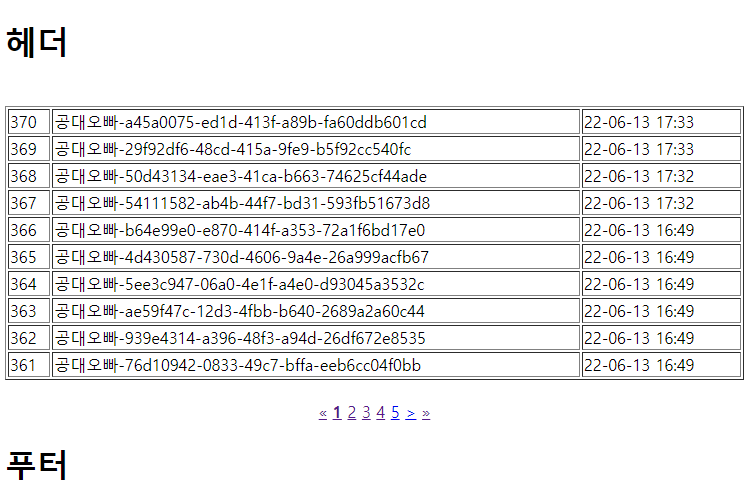 헤더
370 공대오빠-a45a0075-ed1d-413f-a89b-fa60ddb601cd 22-06-13 17:33
369 공대오빠-29f92df6-48cd-415a-9fe9-b5f92cc540fc 22-06-13 17:33
368 공대오빠-50d43134-eae3-41ca-b663-74625cf44ade 22-06-13 17:32
367 공대오빠-54111582-ab4b-44f7-bd31-593fb51673d8 22-06-13 17:32
366 공대오빠-b64e99e0-e870-414f-a353-72a1f6bd17e0 22-06-13 16:49
365 공대오빠-4d430587-730d-4606-9a4e-26a999acfb67 22-06-13 16:49
364 공대오빠-5ee3c947-06a0-4e1f-a4e0-d93045a3532c 22-06-13 16:49
363 공대오빠-ae59f47c-12d3-4fbb-b640-2689a2a60c44 22-06-13 16:49
362 공대오빠-939e4314-a396-48f3-a94d-26df672e8535 22-06-13 16:49
361 공대오빠-76d10942-0833-49c7-bffa-eeb6cc04f0bb 22-06-13 16:49
« 1 2 3 4 5 > »
푸터